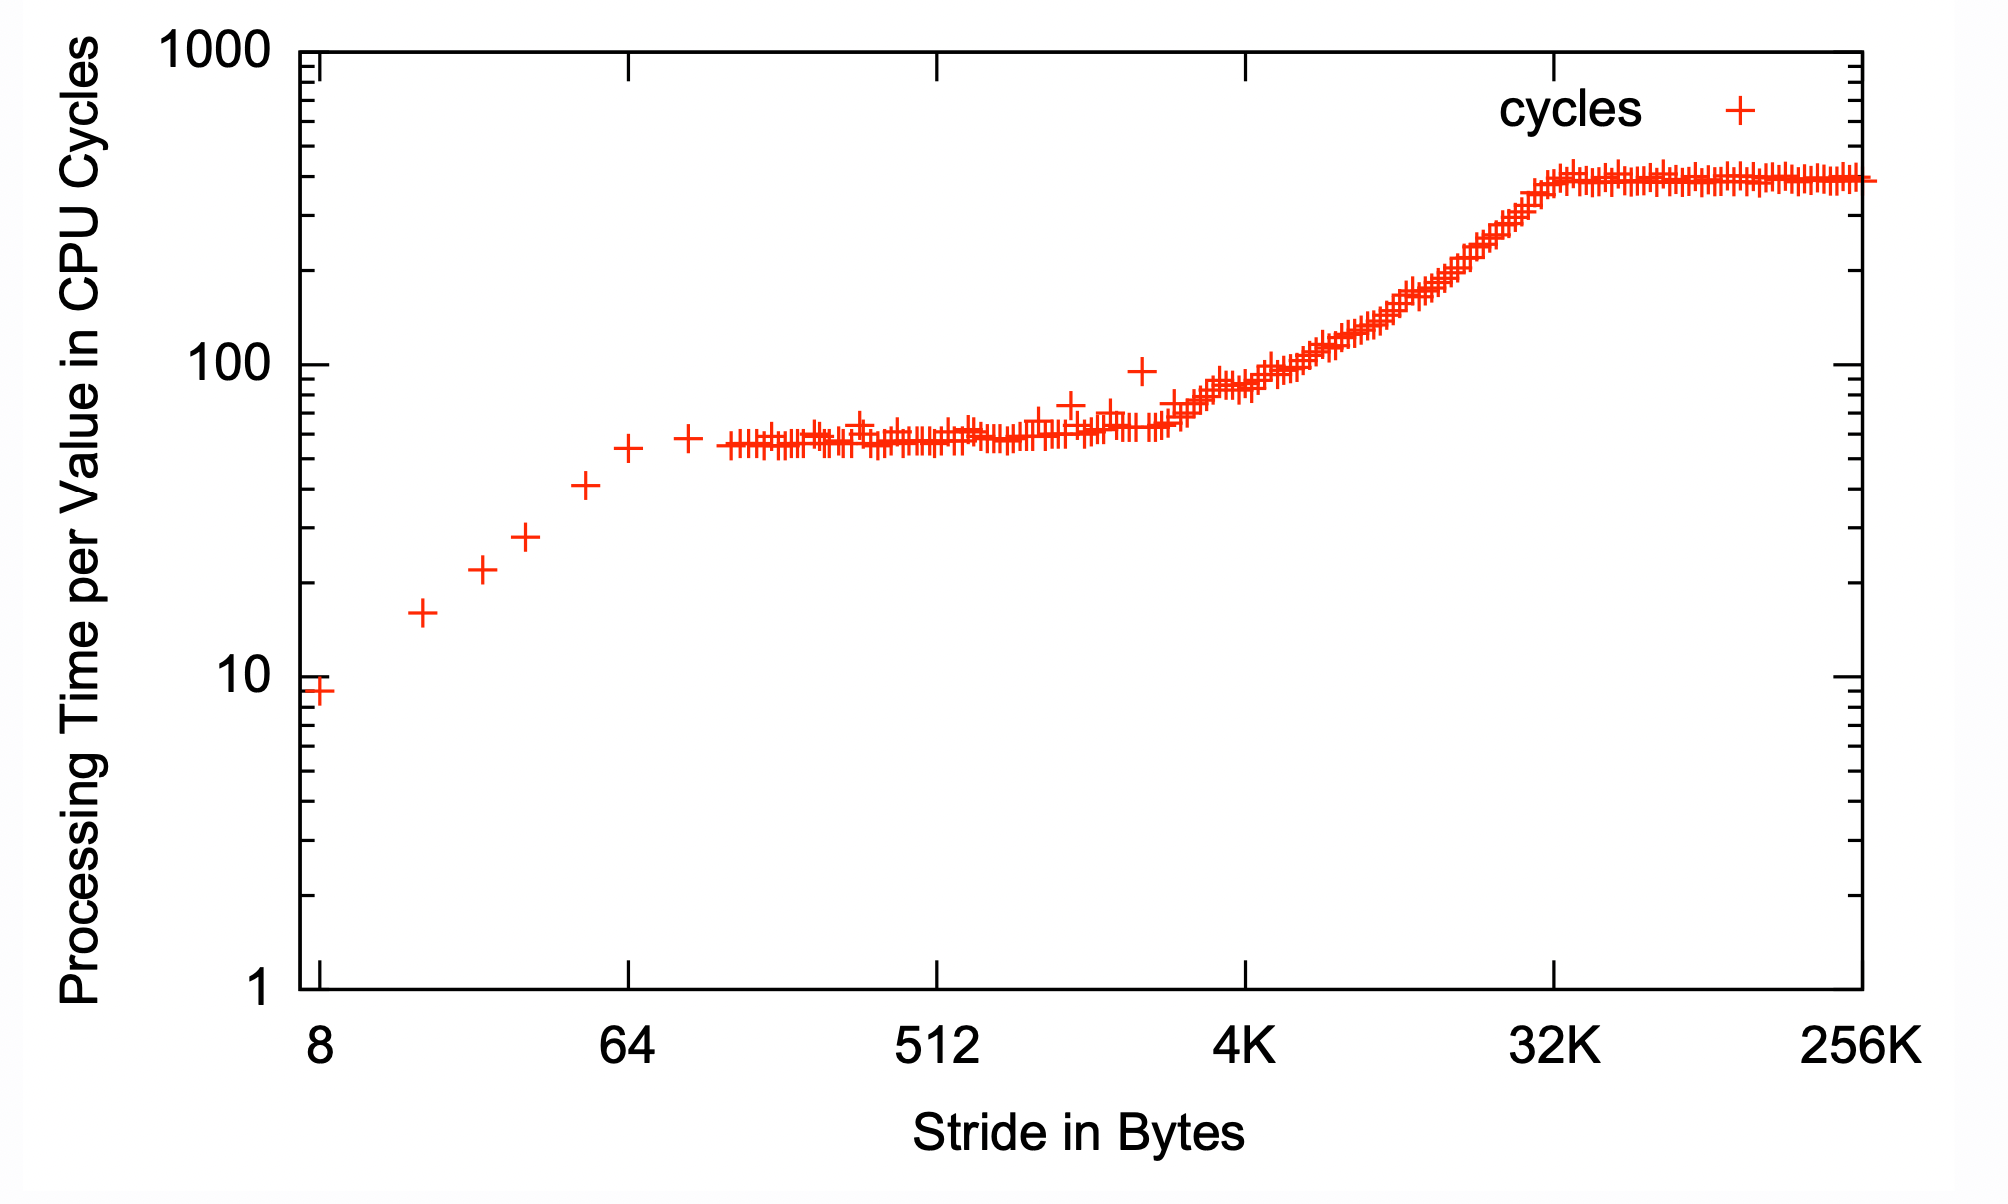 Processing Time per Value in CPU Cycles
1000
100
10
1
cycles
8 64 512 4K 32K 256K
Stride in Bytes